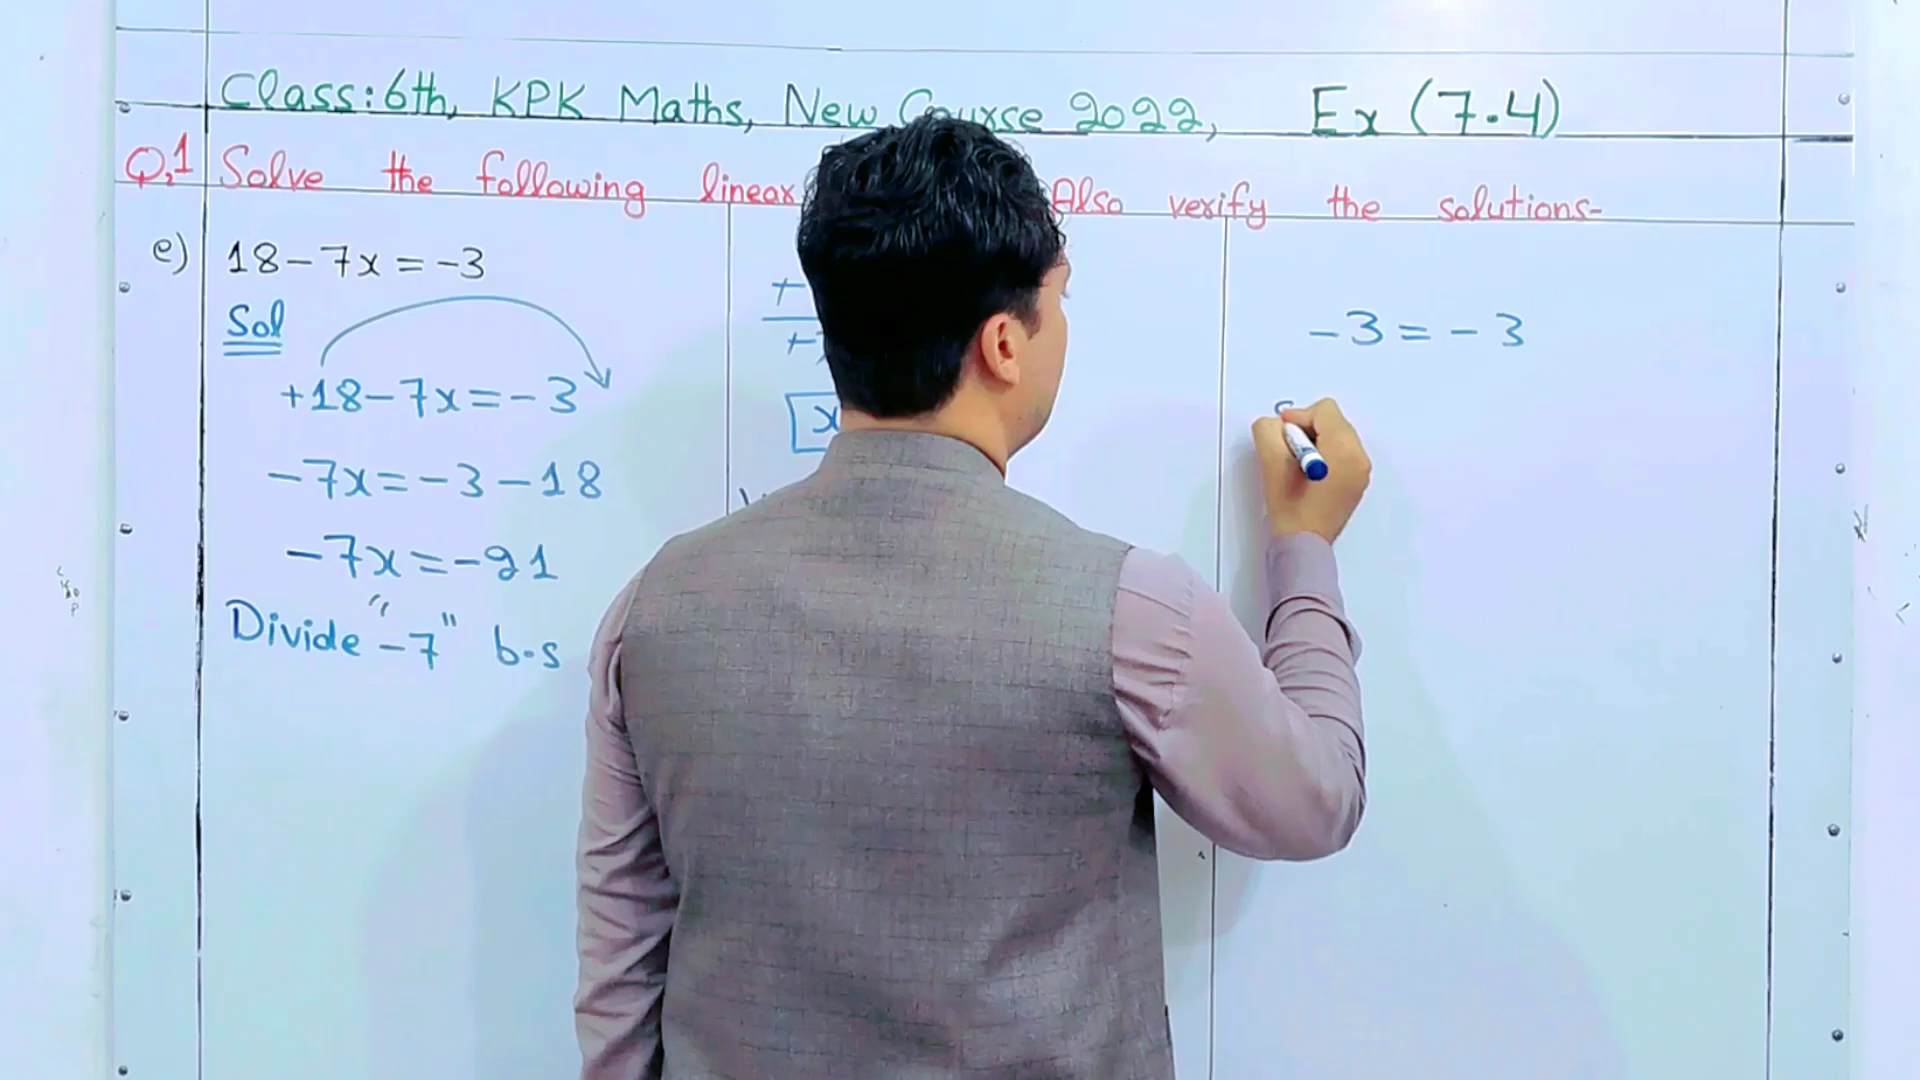 Class: 6th, KPK Maths, New Course 2022, Ex (7.4)
Q.1 Solve the following linear Also verify the solutions-
e) 18-7x=-3
Sol
+18-7x=-3
-7x=-3-18
-7x=-21
Divide "-7" b.s
x
-3=-3